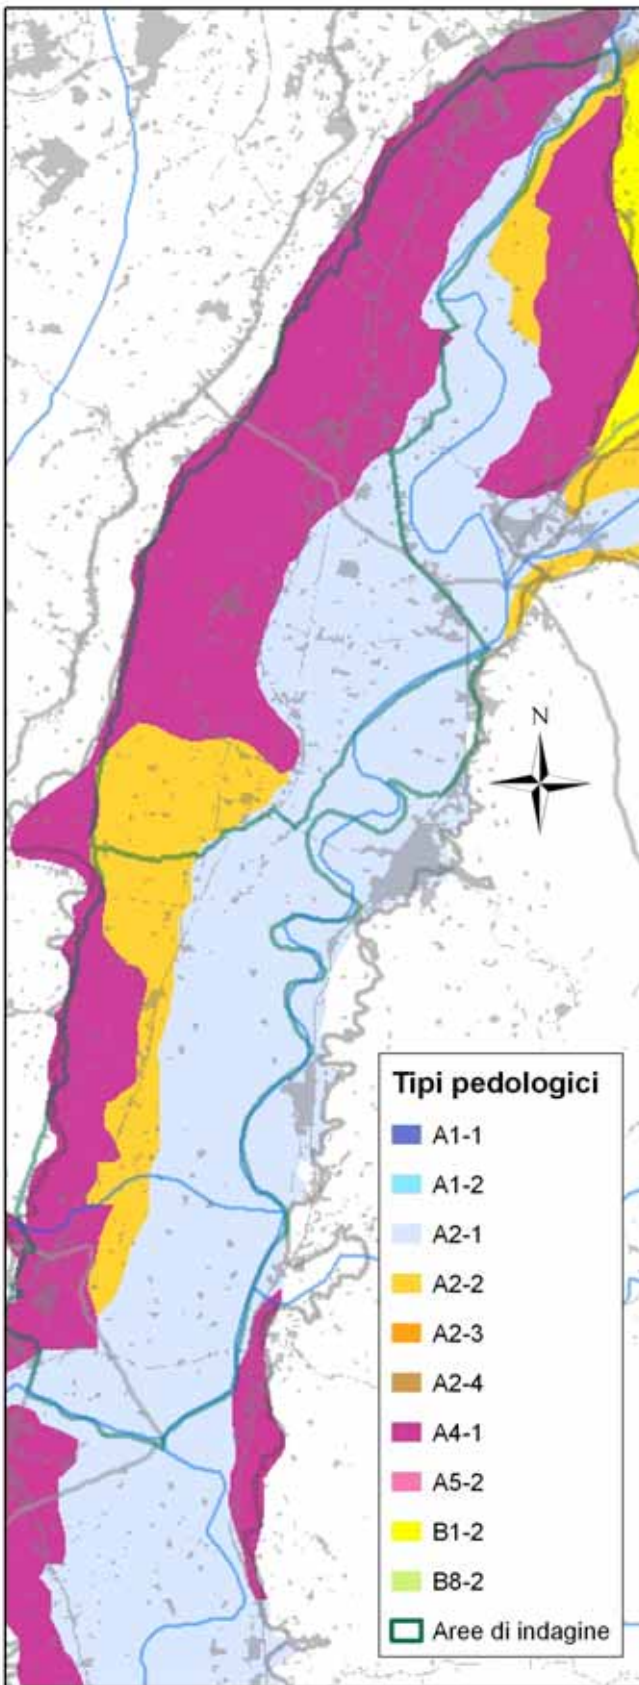 N
Tipi pedologici
A1-1
A1-2
A2-1
A2-2
A2-3
A2-4
A4-1
A5-2
B1-2
B8-2
Aree di indagine